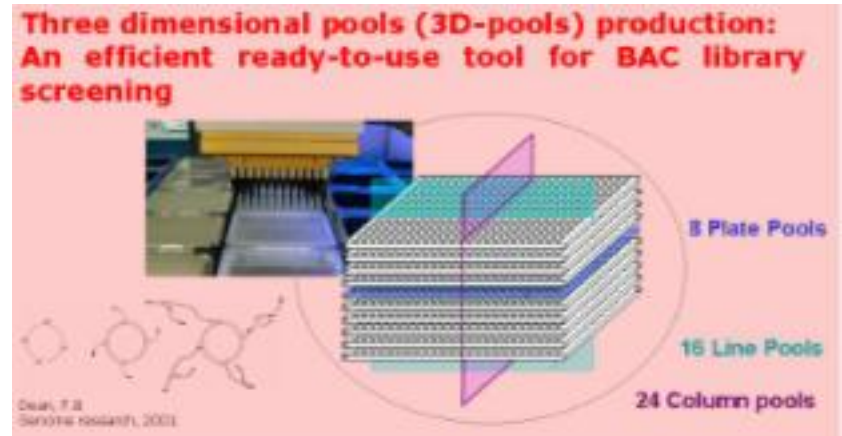 Three dimensional pools (3D-pools) production:
An efficient ready-to-use tool for BAC library
screening
8 Plate Pools
16 Line Pools
24 Column pools
Dean, F.B
Genome research, 2001